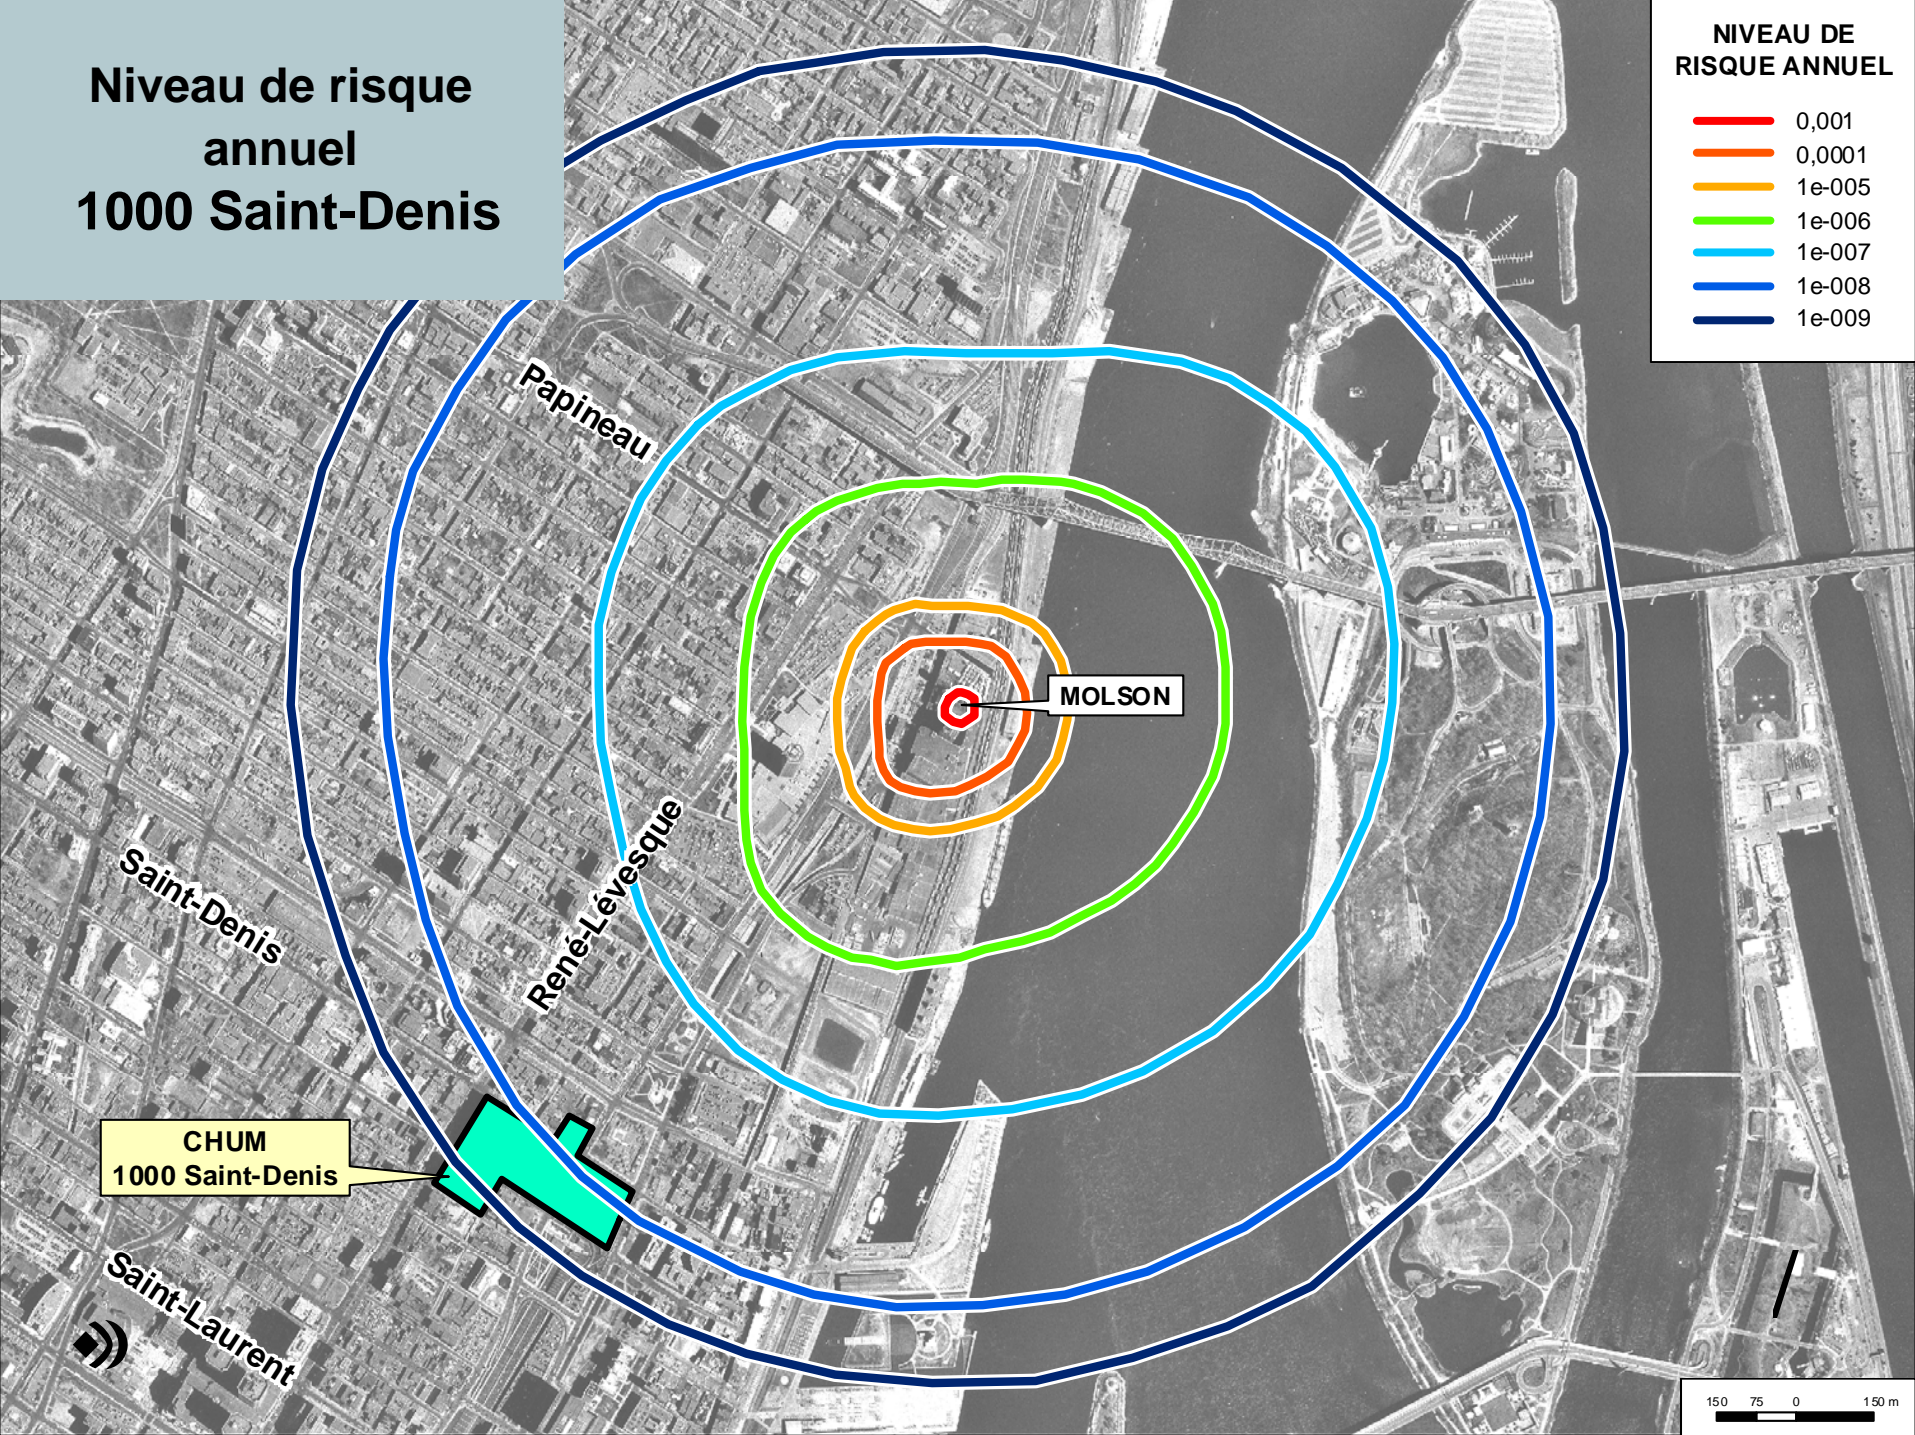 Niveau de risque
annuel
1000 Saint-Denis
NIVEAU DE
RISQUE ANNUEL
0,001
0,0001
1e-005
1e-006
1e-007
1e-008
1e-009
Papineau
MOLSON
René-Lévesque
Saint-Denis
CHUM
1000 Saint-Denis
Saint-Laurent
150 75 0 150 m